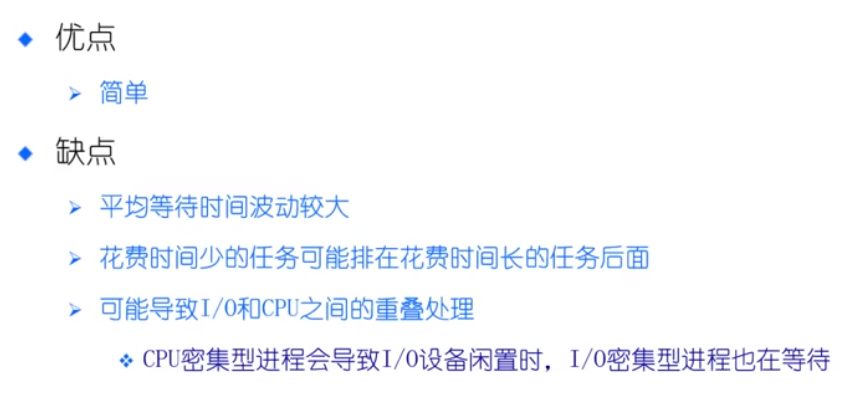 优点
简单
缺点
平均等待时间波动较大
花费时间少的任务可能排在花费时间长的任务后面
可能导致I/O和CPU之间的重叠处理
CPU密集型进程会导致I/O设备闲置时，I/O密集型进程也在等待